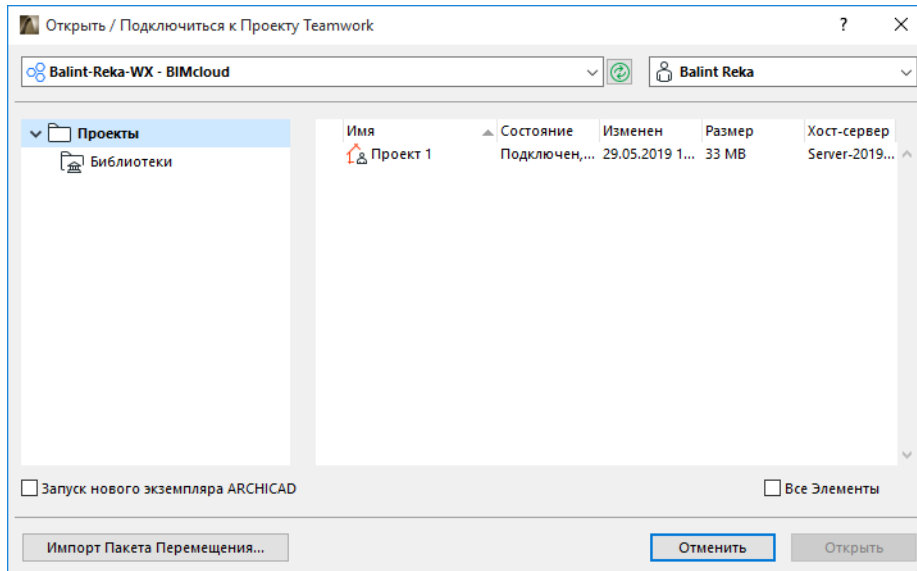 Открыть / Подключиться к Проекту Teamwork ?
Balint-Reka-WX - BIMcloud Balint Reka
Проекты
Библиотеки
Имя Состояние Изменен Размер Хост-сервер
Проект 1 Подключен,... 29.05.2019 1... 33 MB Server-2019...
Запуск нового экземпляра ARCHICAD Все Элементы
Импорт Пакета Перемещения... Отменить Открыть